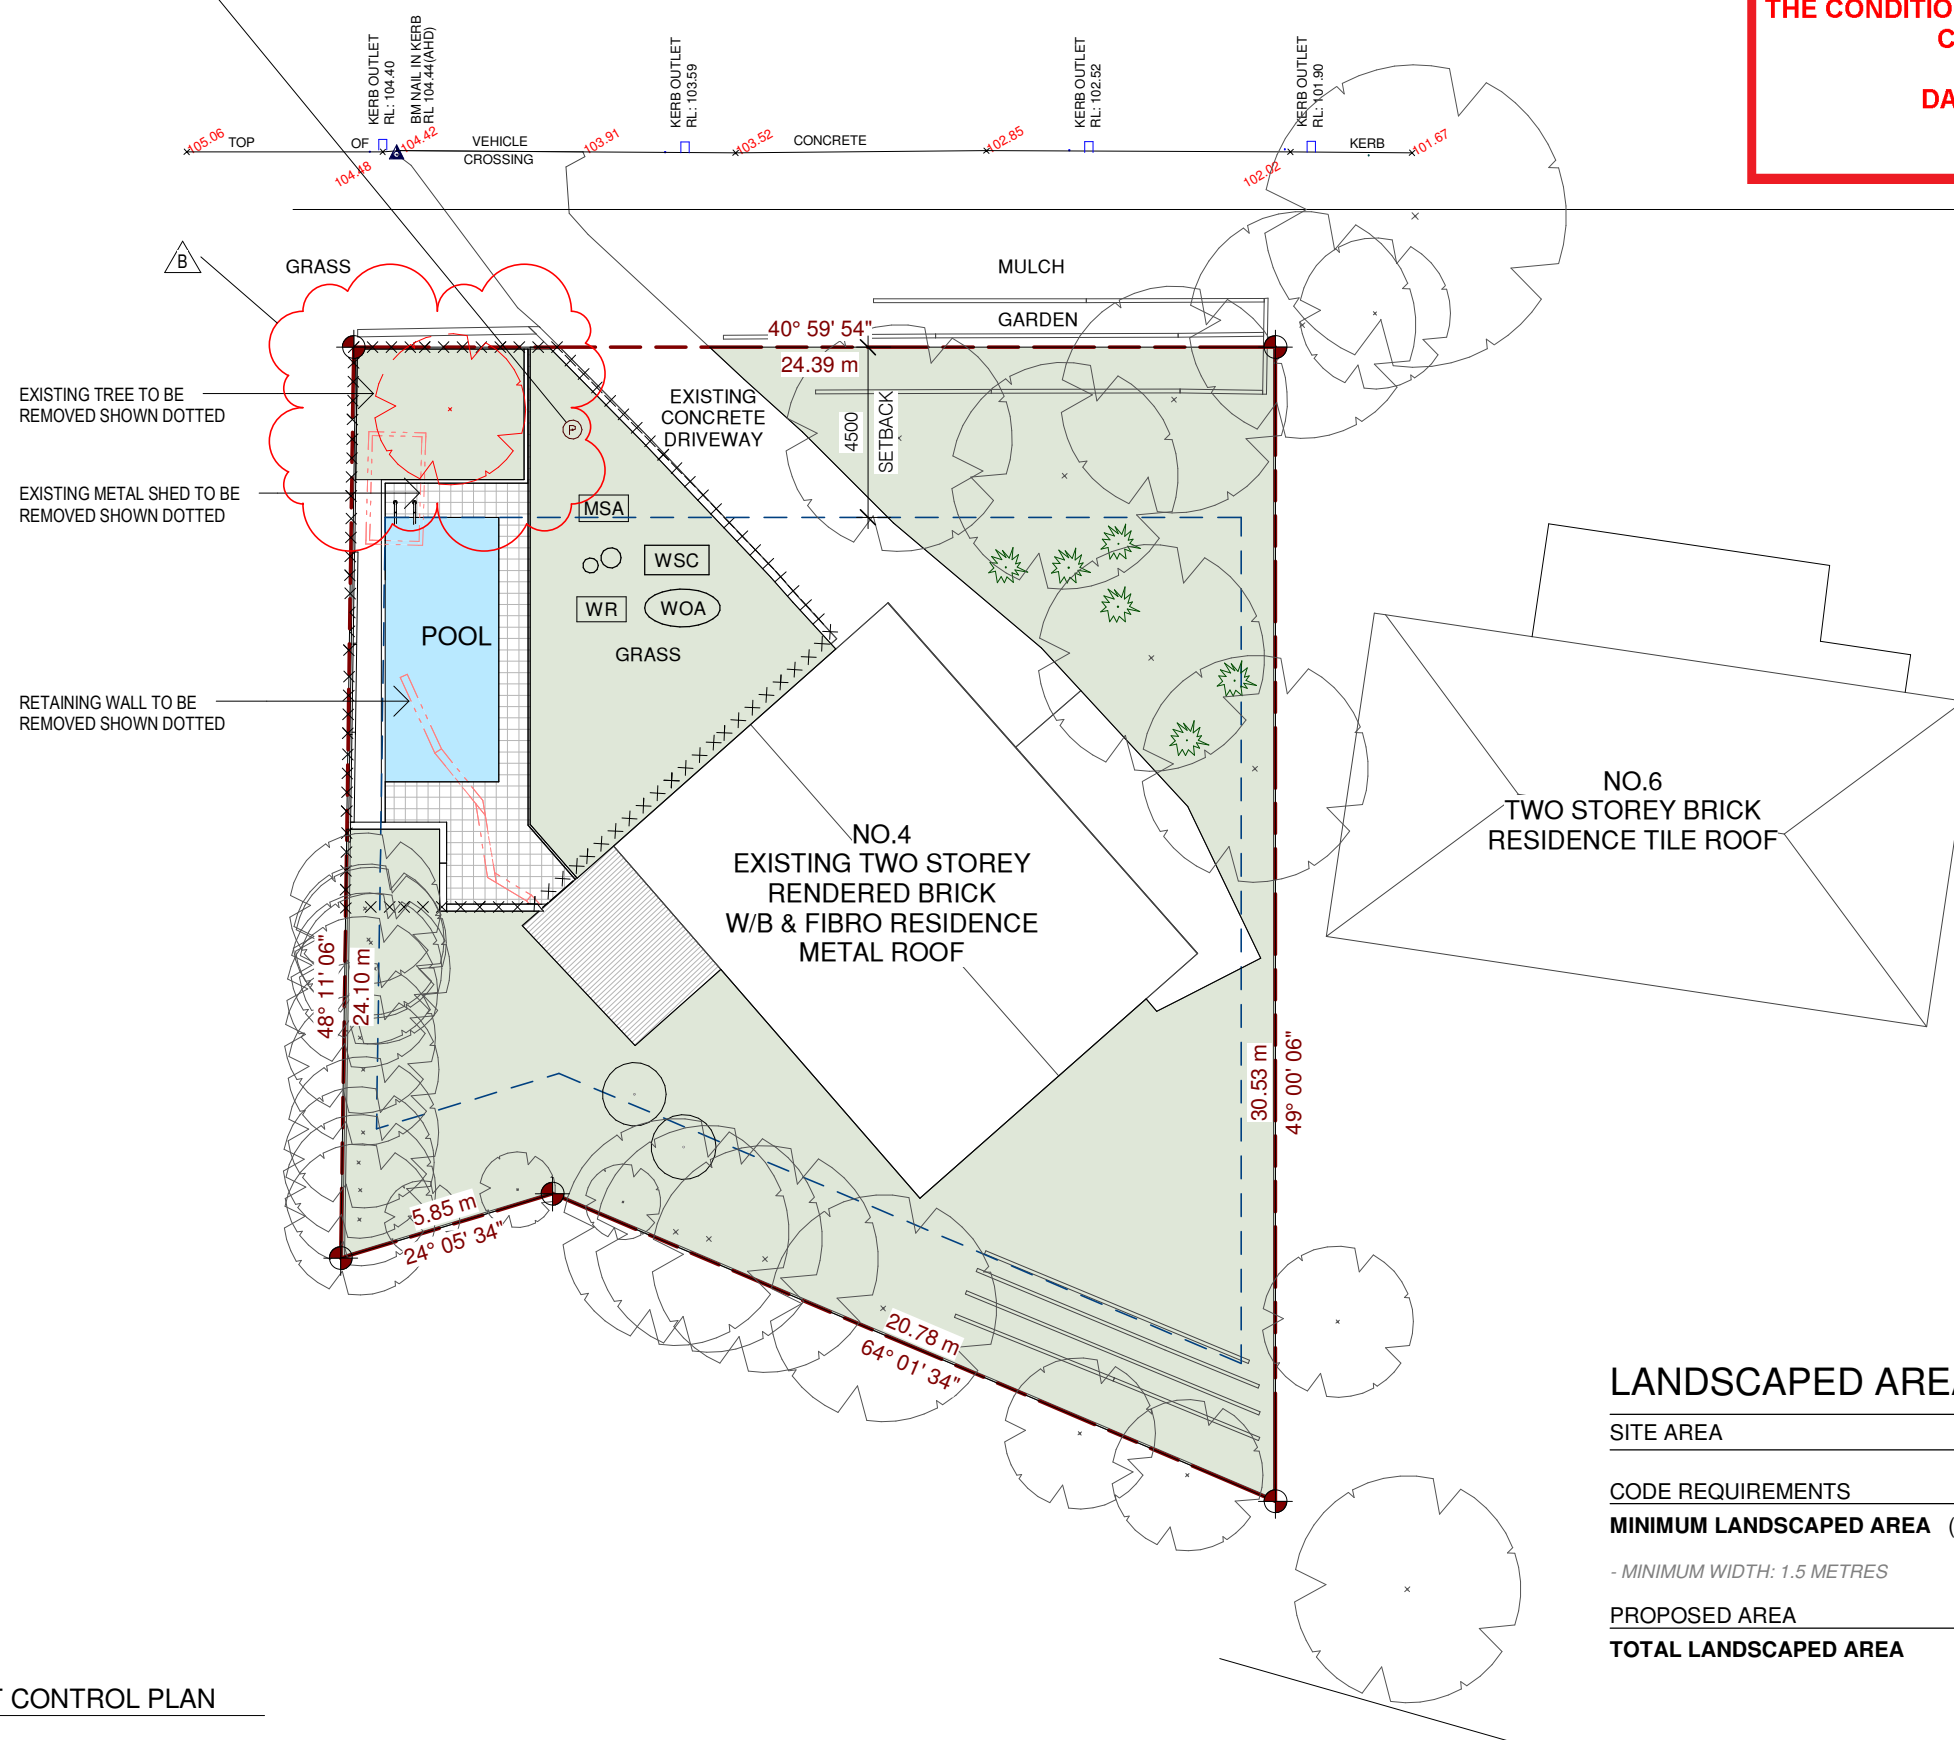 THE CONDITIO
C
DA
KERB OUTLET
RL: 104.40
BM NAIL IN KERB
RL 104.44(AHD)
KERB OUTLET
RL: 103.59
KERB OUTLET
RL: 102.52
KERB OUTLET
RL: 101.90
105.06
TOP
OF
104.42
104.48
VEHICLE
CROSSING
103.91
103.52
CONCRETE
102.85
102.02
KERB
101.67
B
GRASS
MULCH
GARDEN
40° 59' 54"
24.39 m
EXISTING TREE TO BE
REMOVED SHOWN DOTTED
EXISTING
CONCRETE
DRIVEWAY
4500
SETBACK
P
EXISTING METAL SHED TO BE
REMOVED SHOWN DOTTED
MSA
WSC
WR
WOA
POOL
GRASS
RETAINING WALL TO BE
REMOVED SHOWN DOTTED
NO.4
EXISTING TWO STOREY
RENDERED BRICK
W/B & FIBRO RESIDENCE
METAL ROOF
NO.6
TWO STOREY BRICK
RESIDENCE TILE ROOF
48° 11' 06"
24.10 m
30.53 m
49° 00' 06"
5.85 m
24° 05' 34"
20.78 m
64° 01' 34"
LANDSCAPED AREA
SITE AREA
CODE REQUIREMENTS
MINIMUM LANDSCAPED AREA (
- MINIMUM WIDTH: 1.5 METRES
PROPOSED AREA
TOTAL LANDSCAPED AREA
T CONTROL PLAN